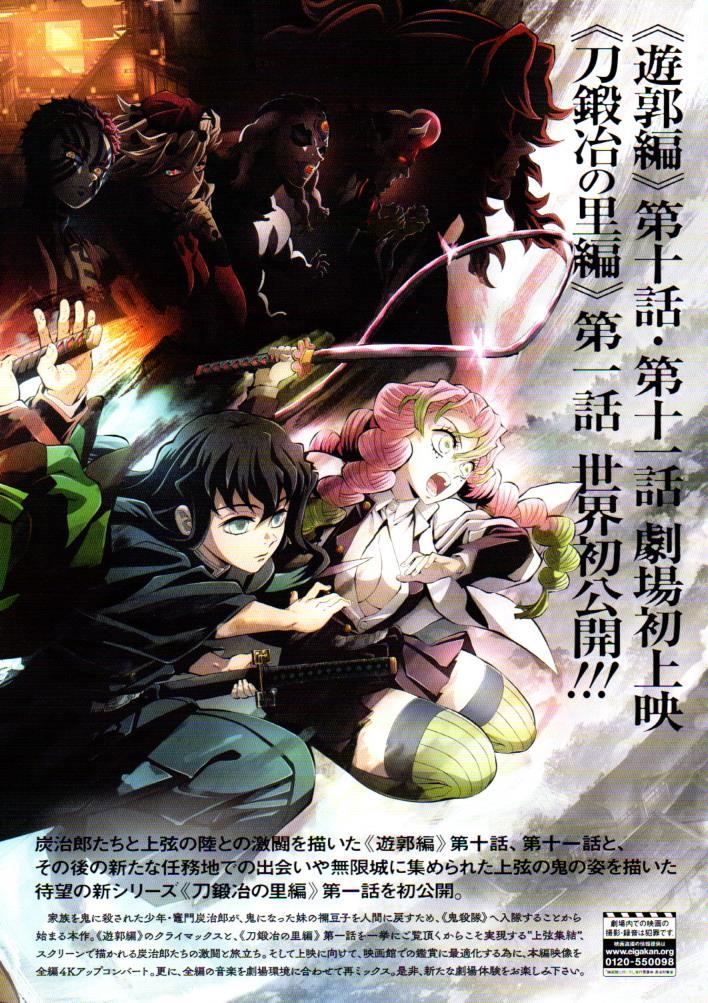 《遊郭編》第十話・第十一話 劇場初上映
《刀鍛冶の里編》第一話 世界初公開!!!
炭治郎たちと上弦の陸との激闘を描いた《遊郭編》第十話、第十一話と、
その後の新たな任務地での出会いや無限城に集められた上弦の鬼の姿を描いた
待望の新シリーズ《刀鍛冶の里編》第一話を初公開。
家族を鬼に殺された少年・竈門炭治郎が、鬼になった妹の禰豆子を人間に戻すため、《鬼殺隊》へ入隊することから
始まる本作。《遊郭編》のクライマックスと、《刀鍛冶の里編》第一話を一挙にご覧頂くからこそ実現する"上弦集結"、
スクリーンで描かれる炭治郎たちの激闘と旅立ち。そして上映に向けて、映画館での鑑賞に最適化する為に、本編映像を
全編4Kアップコンバート。更に、全編の音楽を劇場環境に合わせて再ミックス。是非、新たな劇場体験をお楽しみ下さい。
劇場内での映画の
撮影・録音は犯罪です
映画盗撮の情報提供は
www.eigakan.org
0120-550098